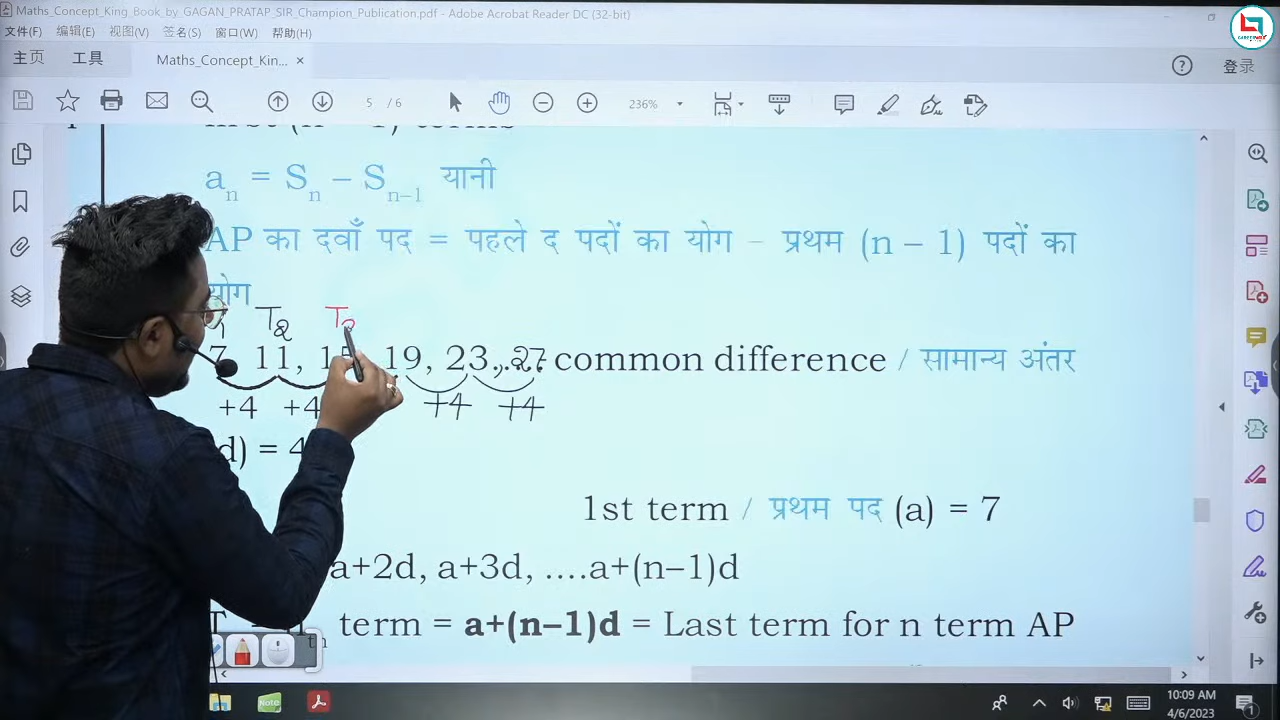 Maths_Concept_King_Book_by_GAGAN_PRATAP_SIR_Champion_Publication.pdf - Adobe Acrobat Reader DC (32-bit)
文件(F) 编辑(E) 视图(V) 签名(S) 窗口(W) 帮助(H)
主页 工具 Maths_Concept_Kin... × 登录
5 / 6 236%
first (n – 1) terms
aₙ = Sₙ – Sₙ₋₁ यानी
AP का दवाँ पद = पहले द पदों का योग – प्रथम (n – 1) पदों का
योग
T2
7, 11, 15, 19, 23,..27. common difference / सामान्य अंतर
+4 +4 +4 +4
d) = 4
1st term / प्रथम पद (a) = 7
a+2d, a+3d, ....a+(n–1)d
term = a+(n–1)d = Last term for n term AP
Note
10:09 AM
4/6/2023